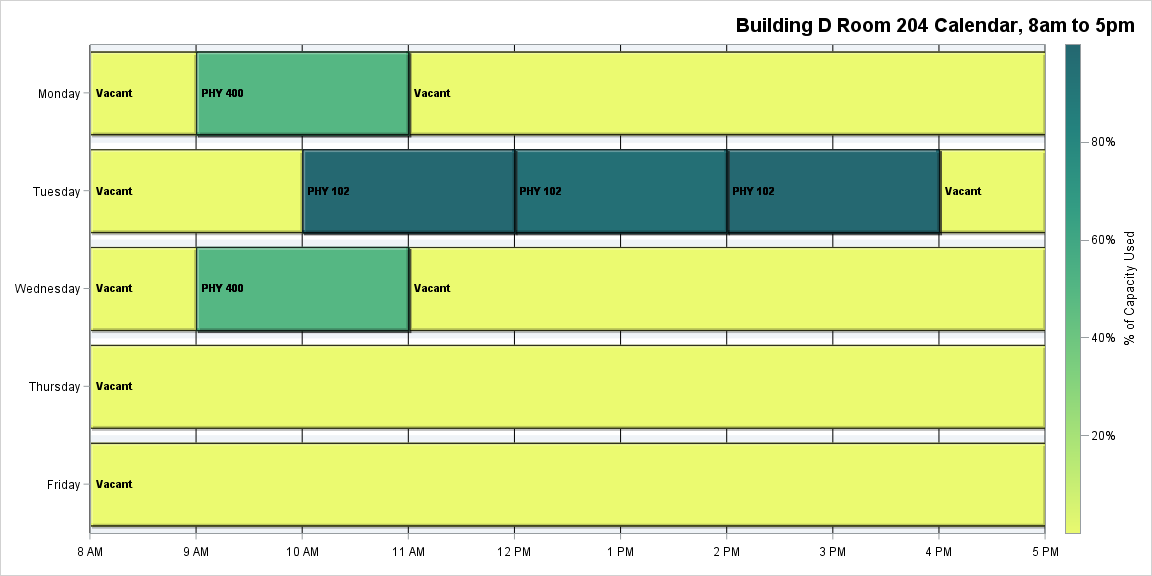 Building D Room 204 Calendar, 8am to 5pm
Monday
Vacant
PHY 400
Vacant
Tuesday
Vacant
PHY 102
PHY 102
PHY 102
Vacant
Wednesday
Vacant
PHY 400
Vacant
Thursday
Vacant
Friday
Vacant
8 AM
9 AM
10 AM
11 AM
12 PM
1 PM
2 PM
3 PM
4 PM
5 PM
80%
60%
40%
20%
% of Capacity Used